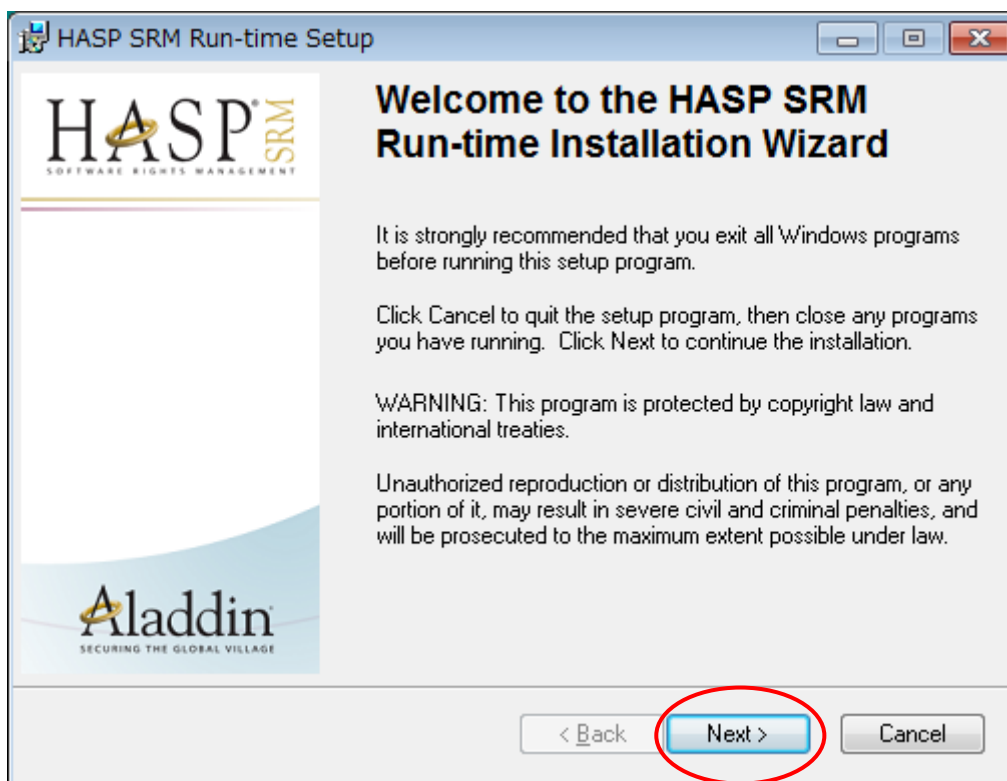 HASP SRM Run-time Setup
HASP SRM
SOFTWARE RIGHTS MANAGEMENT
Welcome to the HASP SRM
Run-time Installation Wizard
It is strongly recommended that you exit all Windows programs
before running this setup program.
Click Cancel to quit the setup program, then close any programs
you have running.  Click Next to continue the installation.
WARNING: This program is protected by copyright law and
international treaties.
Unauthorized reproduction or distribution of this program, or any
portion of it, may result in severe civil and criminal penalties, and
will be prosecuted to the maximum extent possible under law.
Aladdin
SECURING THE GLOBAL VILLAGE
< Back
Next >
Cancel